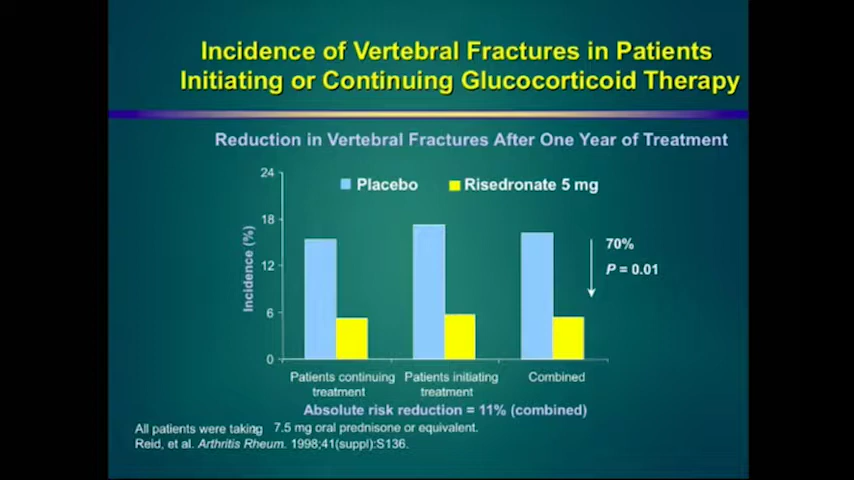 Incidence of Vertebral Fractures in Patients
Initiating or Continuing Glucocorticoid Therapy
Reduction in Vertebral Fractures After One Year of Treatment
Placebo
Risedronate 5 mg
Incidence (%)
24
18
12
6
0
70%
P = 0.01
Patients continuing
treatment
Patients initiating
treatment
Combined
Absolute risk reduction = 11% (combined)
All patients were taking 7.5 mg oral prednisone or equivalent.
Reid, et al. Arthritis Rheum. 1998;41(suppl):S136.